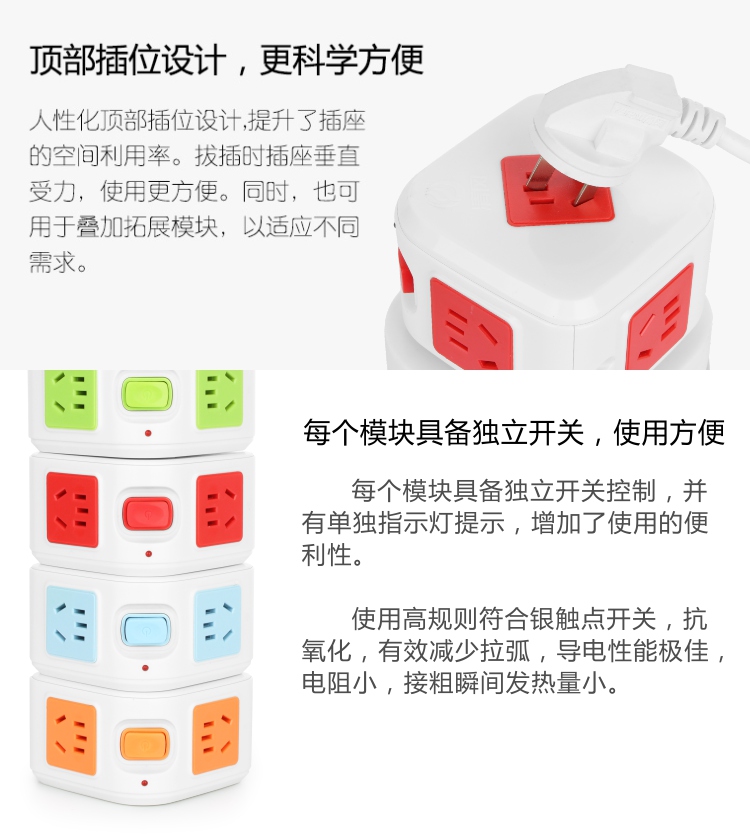 顶部插位设计，更科学方便
人性化顶部插位设计,提升了插座
的空间利用率。拔插时插座垂直
受力，使用更方便。同时，也可
用于叠加拓展模块，以适应不同
需求。
每个模块具备独立开关，使用方便
每个模块具备独立开关控制，并
有单独指示灯提示，增加了使用的便
利性。
使用高规则符合银触点开关，抗
氧化，有效减少拉弧，导电性能极佳，
电阻小，接粗瞬间发热量小。